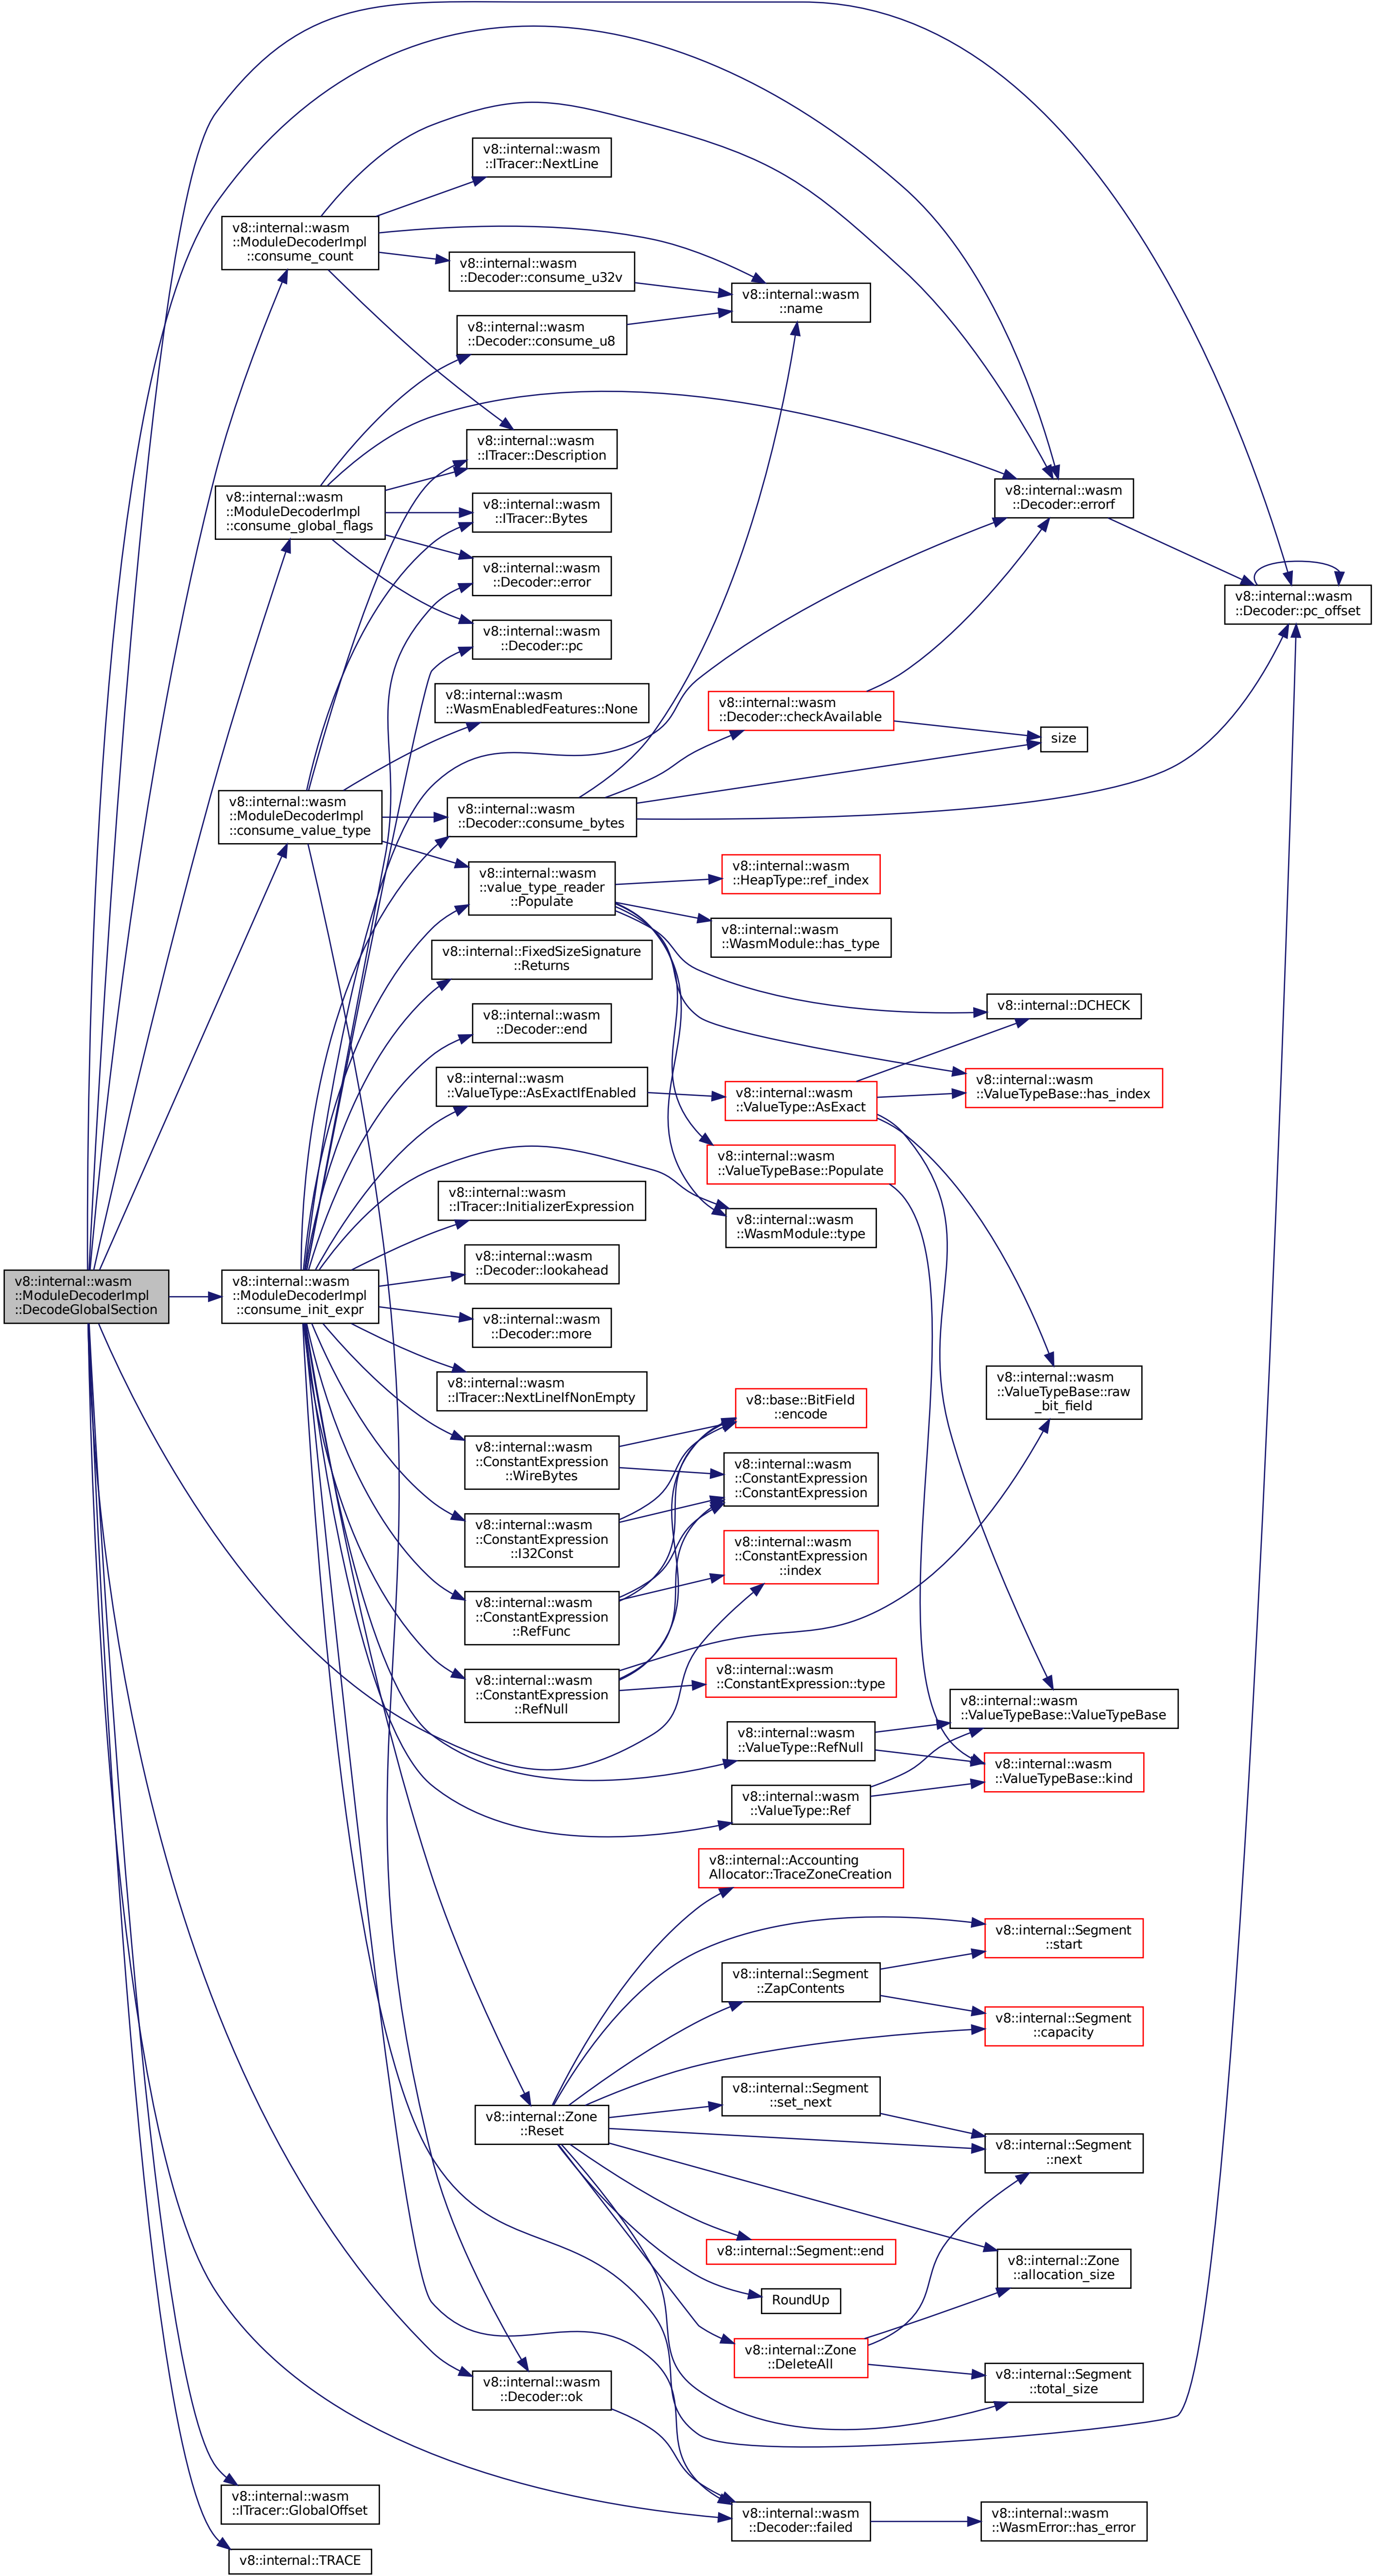 v8::internal::wasm
::ITracer::NextLine
v8::internal::wasm
::ModuleDecoderImpl
::consume_count
v8::internal::wasm
::Decoder::consume_u32v
v8::internal::wasm
::name
v8::internal::wasm
::Decoder::consume_u8
v8::internal::wasm
::ITracer::Description
v8::internal::wasm
::ModuleDecoderImpl
::consume_global_flags
v8::internal::wasm
::ITracer::Bytes
v8::internal::wasm
::Decoder::errorf
v8::internal::wasm
::Decoder::error
v8::internal::wasm
::Decoder::pc_offset
v8::internal::wasm
::Decoder::pc
v8::internal::wasm
::WasmEnabledFeatures::None
v8::internal::wasm
::Decoder::checkAvailable
size
v8::internal::wasm
::ModuleDecoderImpl
::consume_value_type
v8::internal::wasm
::Decoder::consume_bytes
v8::internal::wasm
::value_type_reader
::Populate
v8::internal::wasm
::HeapType::ref_index
v8::internal::wasm
::WasmModule::has_type
v8::internal::FixedSizeSignature
::Returns
v8::internal::DCHECK
v8::internal::wasm
::Decoder::end
v8::internal::wasm
::ValueType::AsExactIfEnabled
v8::internal::wasm
::ValueType::AsExact
v8::internal::wasm
::ValueTypeBase::has_index
v8::internal::wasm
::ValueTypeBase::Populate
v8::internal::wasm
::ITracer::InitializerExpression
v8::internal::wasm
::WasmModule::type
v8::internal::wasm
::ModuleDecoderImpl
::DecodeGlobalSection
v8::internal::wasm
::ModuleDecoderImpl
::consume_init_expr
v8::internal::wasm
::Decoder::lookahead
v8::internal::wasm
::Decoder::more
v8::internal::wasm
::ITracer::NextLineIfNonEmpty
v8::base::BitField
::encode
v8::internal::wasm
::ValueTypeBase::raw
_bit_field
v8::internal::wasm
::ConstantExpression
::WireBytes
v8::internal::wasm
::ConstantExpression
::ConstantExpression
v8::internal::wasm
::ConstantExpression
::I32Const
v8::internal::wasm
::ConstantExpression
::index
v8::internal::wasm
::ConstantExpression
::RefFunc
v8::internal::wasm
::ConstantExpression
::RefNull
v8::internal::wasm
::ConstantExpression::type
v8::internal::wasm
::ValueTypeBase::ValueTypeBase
v8::internal::wasm
::ValueType::RefNull
v8::internal::wasm
::ValueTypeBase::kind
v8::internal::wasm
::ValueType::Ref
v8::internal::Accounting
Allocator::TraceZoneCreation
v8::internal::Segment
::start
v8::internal::Segment
::ZapContents
v8::internal::Segment
::capacity
v8::internal::Segment
::set_next
v8::internal::Zone
::Reset
v8::internal::Segment
::next
v8::internal::Segment::end
v8::internal::Zone
::allocation_size
RoundUp
v8::internal::Zone
::DeleteAll
v8::internal::Segment
::total_size
v8::internal::wasm
::Decoder::ok
v8::internal::wasm
::ITracer::GlobalOffset
v8::internal::wasm
::Decoder::failed
v8::internal::wasm
::WasmError::has_error
v8::internal::TRACE